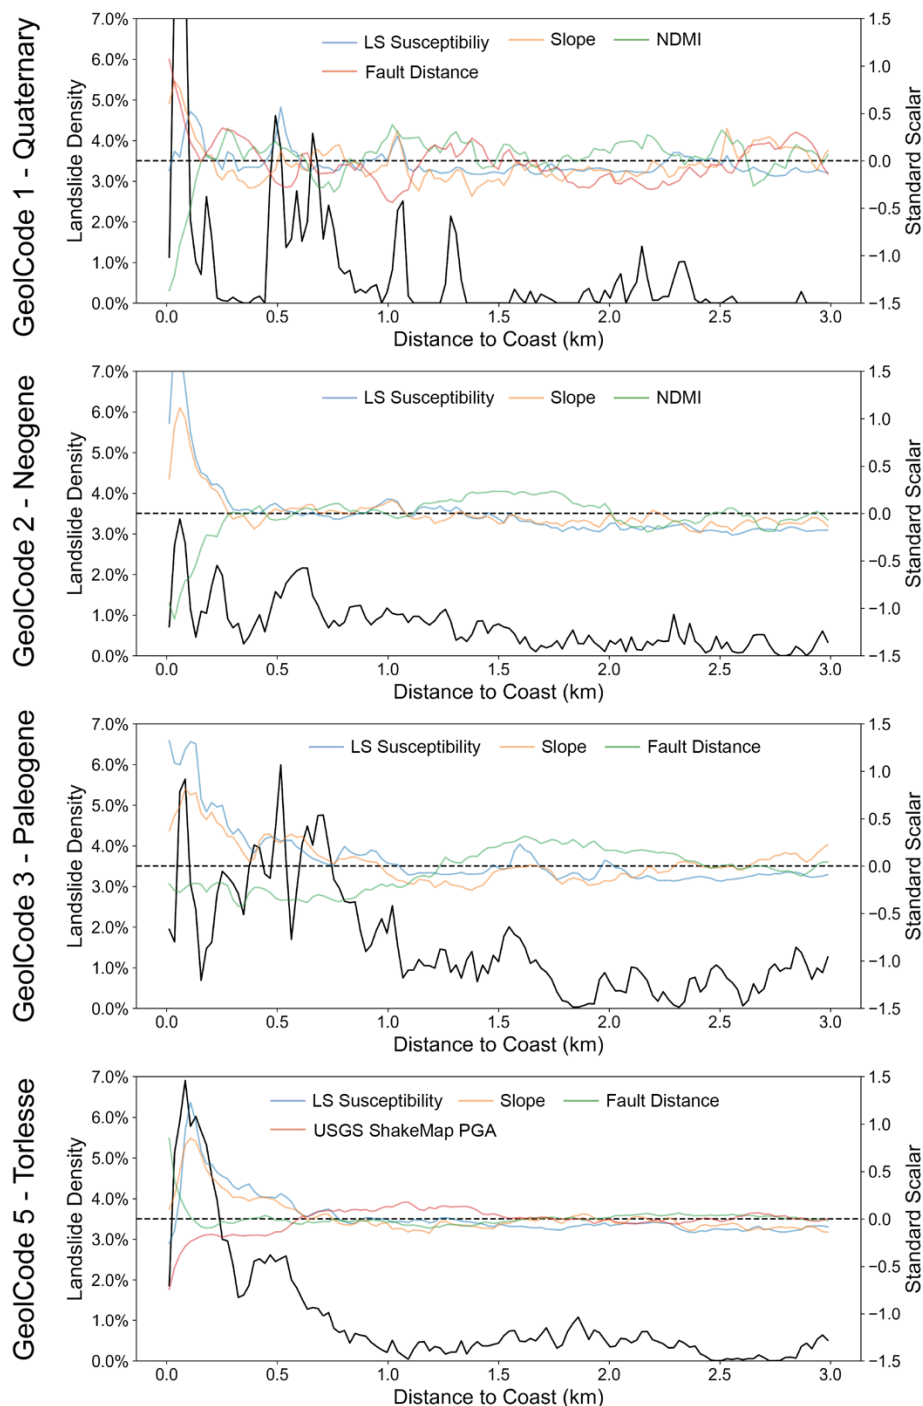 GeolCode 1 - Quaternary
Landslide Density
7.0%
6.0%
5.0%
4.0%
3.0%
2.0%
1.0%
0.0%
LS Susceptibiliy Slope NDMI
Fault Distance
1.5
1.0
0.5
0.0
−0.5
−1.0
−1.5
Standard Scalar
0.0 0.5 1.0 1.5 2.0 2.5 3.0
Distance to Coast (km)
GeolCode 2 - Neogene
Landslide Density
7.0%
6.0%
5.0%
4.0%
3.0%
2.0%
1.0%
0.0%
LS Susceptibility Slope NDMI
1.5
1.0
0.5
0.0
−0.5
−1.0
−1.5
Standard Scalar
0.0 0.5 1.0 1.5 2.0 2.5 3.0
Distance to Coast (km)
GeolCode 3 - Paleogene
Landslide Density
7.0%
6.0%
5.0%
4.0%
3.0%
2.0%
1.0%
0.0%
LS Susceptibility Slope Fault Distance
1.5
1.0
0.5
0.0
−0.5
−1.0
−1.5
Standard Scalar
0.0 0.5 1.0 1.5 2.0 2.5 3.0
Distance to Coast (km)
GeolCode 5 - Torlesse
Landslide Density
7.0%
6.0%
5.0%
4.0%
3.0%
2.0%
1.0%
0.0%
LS Susceptibility Slope Fault Distance
USGS ShakeMap PGA
1.5
1.0
0.5
0.0
−0.5
−1.0
−1.5
Standard Scalar
0.0 0.5 1.0 1.5 2.0 2.5 3.0
Distance to Coast (km)